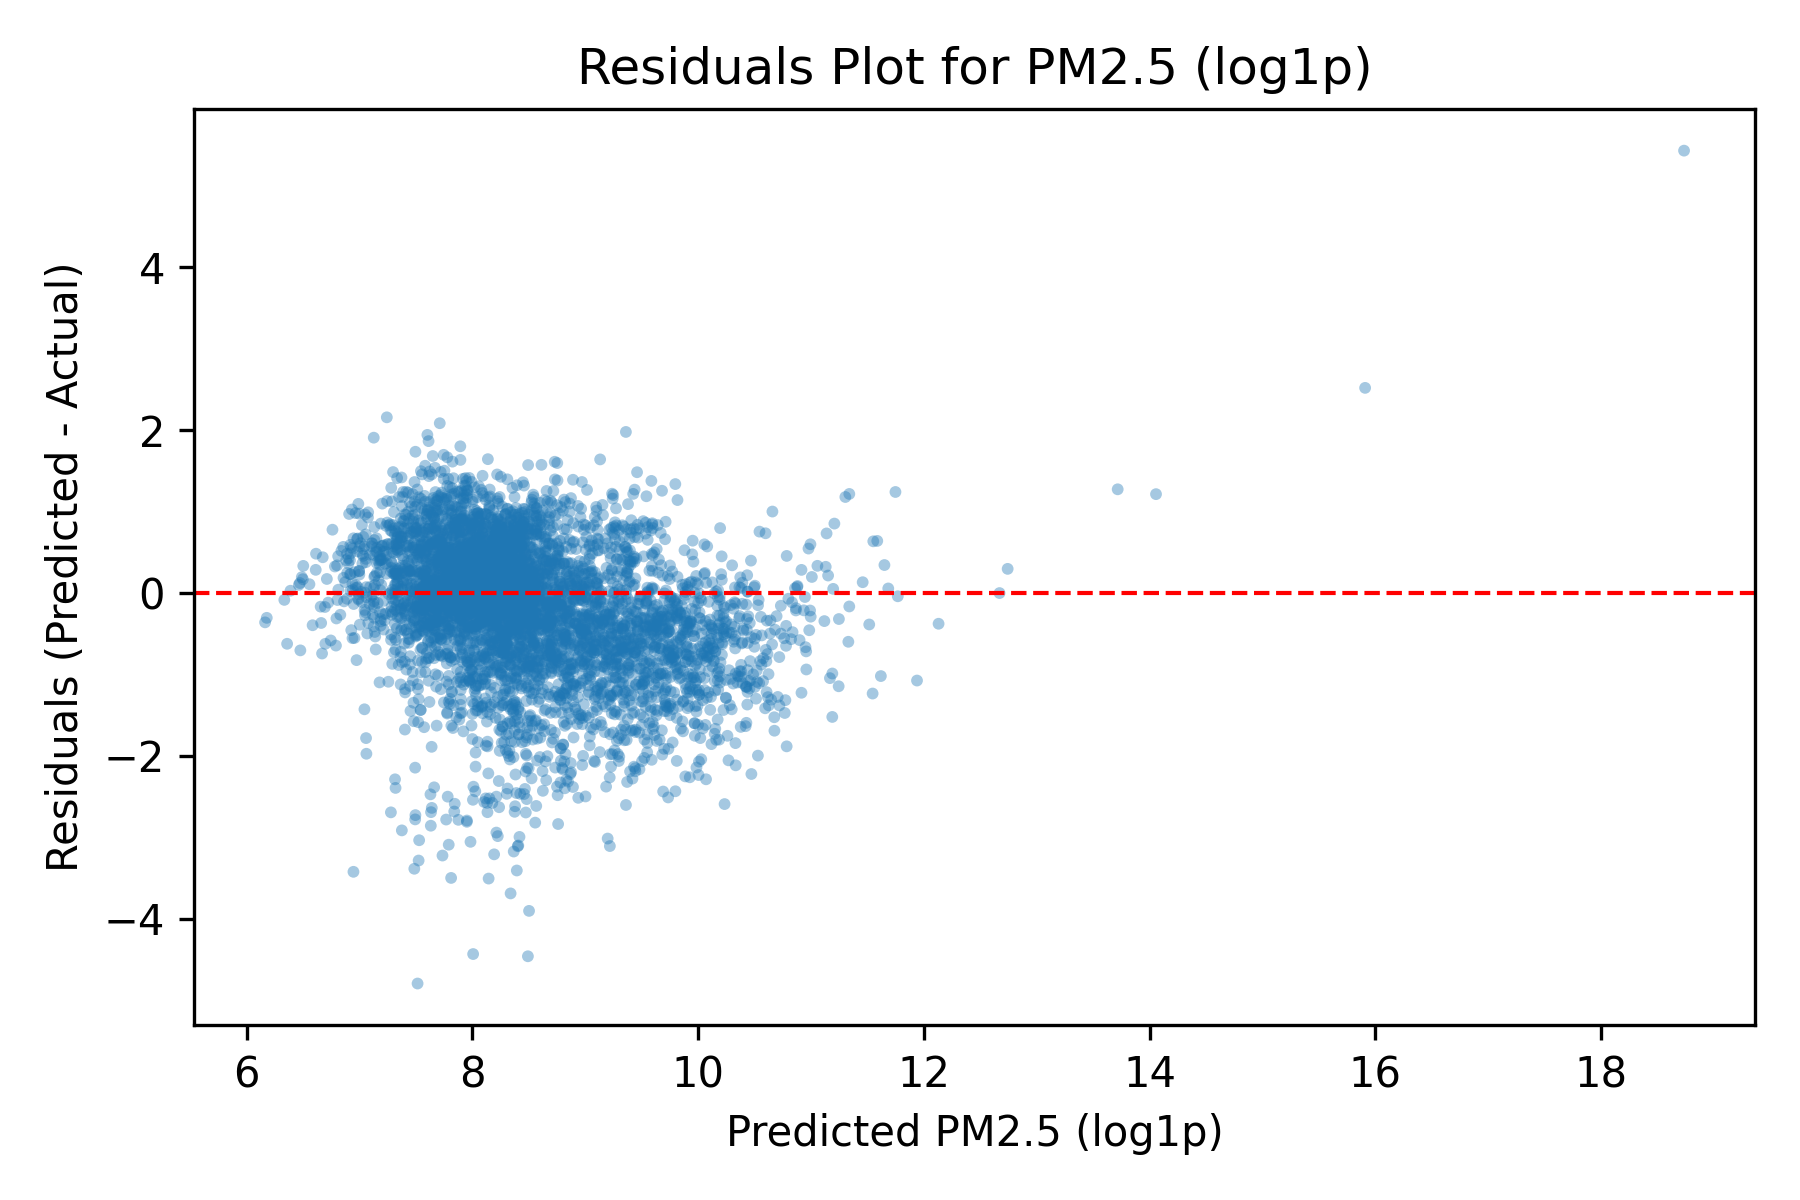 Residuals Plot for PM2.5 (log1p)
Residuals (Predicted - Actual)
4
2
0
−2
−4
6 8 10 12 14 16 18
Predicted PM2.5 (log1p)